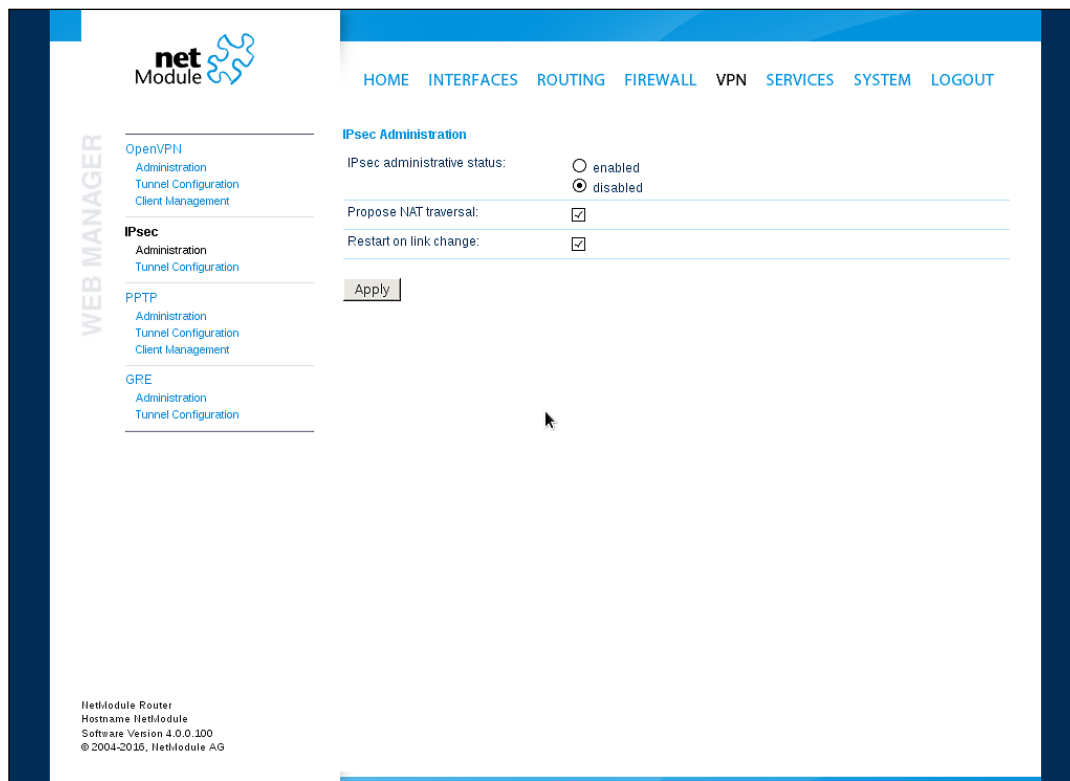 net
Module
HOME INTERFACES ROUTING FIREWALL VPN SERVICES SYSTEM LOGOUT
WEB MANAGER
OpenVPN
Administration
Tunnel Configuration
Client Management
IPsec
Administration
Tunnel Configuration
PPTP
Administration
Tunnel Configuration
Client Management
GRE
Administration
Tunnel Configuration
IPsec Administration
IPsec administrative status:
enabled
disabled
Propose NAT traversal:
Restart on link change:
Apply
NetModule Router
Hostname NetModule
Software Version 4.0.0.100
© 2004-2016, NetModule AG